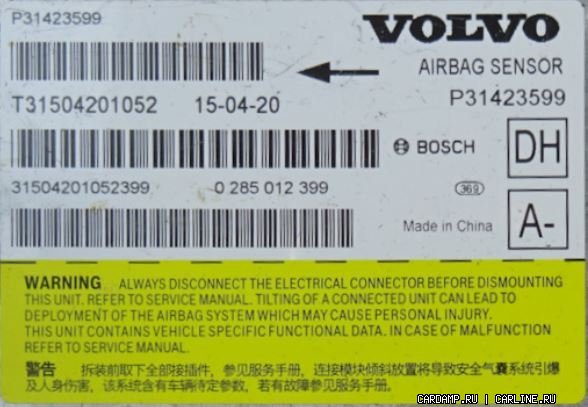 P31423599
VOLVO
AIRBAG SENSOR
T31504201052 15-04-20
P31423599
BOSCH
DH
31504201052399 0 285 012 399
369
Made in China
A-
WARNING ALWAYS DISCONNECT THE ELECTRICAL CONNECTOR BEFORE DISMOUNTING
THIS UNIT. REFER TO SERVICE MANUAL. TILTING OF A CONNECTED UNIT CAN LEAD TO
DEPLOYMENT OF THE AIRBAG SYSTEM WHICH MAY CAUSE PERSONAL INJURY.
THIS UNIT CONTAINS VEHICLE SPECIFIC FUNCTIONAL DATA. IN CASE OF MALFUNCTION
REFER TO SERVICE MANUAL.
警告 拆装前取下全部接插件，参见服务手册，连接模块倾斜放置将导致安全气囊系统引爆
及人身伤害，该系统含有车辆特定参数，若有故障参见服务手册.
CARDAMP.RU | CARLINE.RU